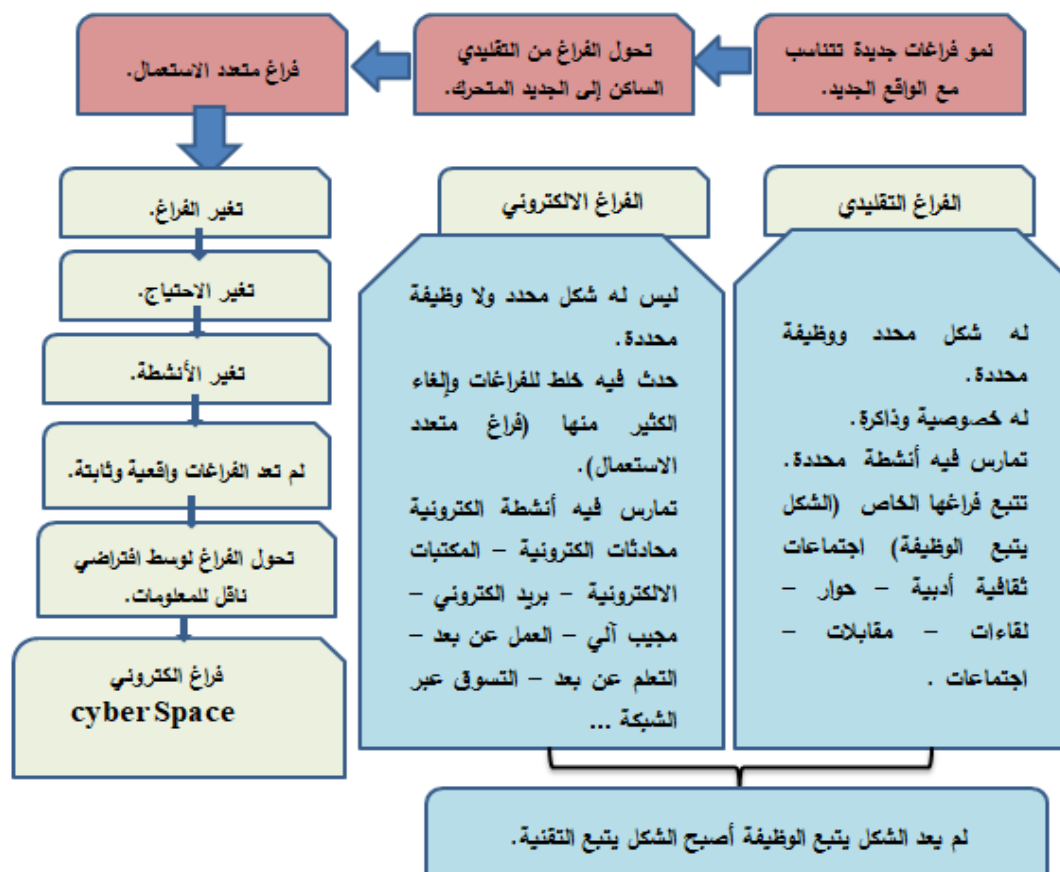 نمو فراغات جديدة تتناسب
مع الواقع الجديد.
تحول الفراغ من التقليدي
الساكن إلى الجديد المتحرك.
فراغ متعدد الاستعمال.
الفراغ التقليدي
له شكل محدد ووظيفة
محددة.
له خصوصية وذاكرة.
تمارس فيه أنشطة محددة.
تتبع فراغها الخاص (الشكل
يتبع الوظيفة) اجتماعات
ثقافية أدبية – حوار –
لقاءات – مقابلات –
اجتماعات .
الفراغ الالكتروني
ليس له شكل محدد ولا وظيفة
محددة.
حدث فيه خلط للفراغات وإلغاء
الكثير منها (فراغ متعدد
الاستعمال).
تمارس فيه أنشطة الكترونية
محادثات الكترونية – المكتبات
الالكترونية – بريد الكتروني –
مجيب آلي – العمل عن بعد –
التعلم عن بعد – التسوق عبر
الشبكة ...
تغير الفراغ.
تغير الاحتياج.
تغير الأنشطة.
لم تعد الفراغات واقعية وثابتة.
تحول الفراغ لوسط افتراضي
ناقل للمعلومات.
فراغ الكتروني
cyberSpace
لم يعد الشكل يتبع الوظيفة أصبح الشكل يتبع التقنية.